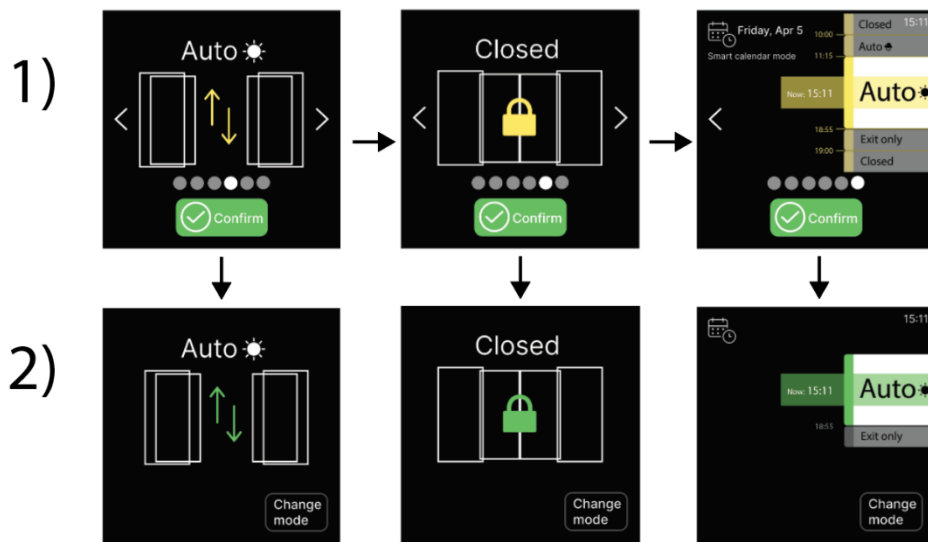 1)
Auto
Confirm
Closed
Confirm
Friday, Apr 5
15:11
Smart calendar mode
10:00
Closed
11:15
Auto
Now: 15:11
Auto
18:55
Exit only
19:00
Closed
Confirm
2)
Auto
Change
mode
Closed
Change
mode
15:11
Now: 15:11
Auto
18:55
Exit only
Change
mode